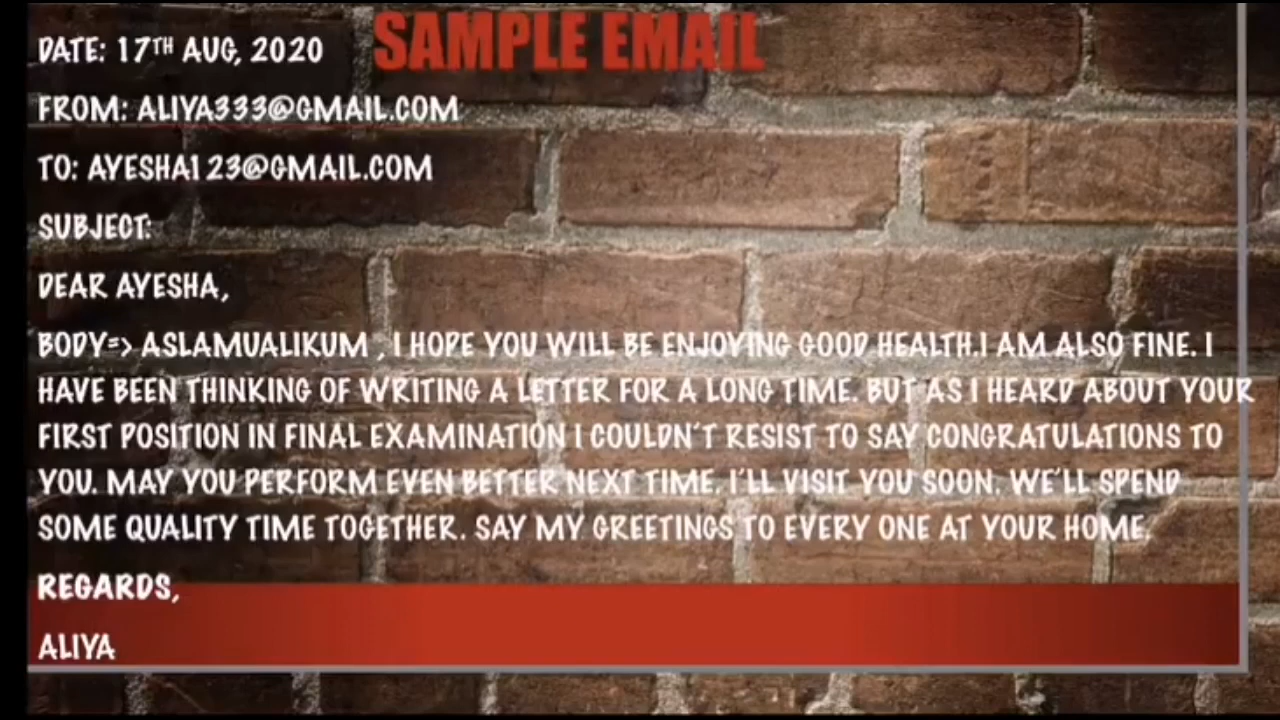 SAMPLE EMAIL
DATE: 17TH AUG, 2020
FROM: ALIYA333@GMAIL.COM
TO: AYESHA123@GMAIL.COM
SUBJECT:
DEAR AYESHA,
BODY=> ASLAMUALIKUM , I HOPE YOU WILL BE ENJOYING GOOD HEALTH.I AM ALSO FINE. I
HAVE BEEN THINKING OF WRITING A LETTER FOR A LONG TIME. BUT AS I HEARD ABOUT YOUR
FIRST POSITION IN FINAL EXAMINATION I COULDN'T RESIST TO SAY CONGRATULATIONS TO
YOU. MAY YOU PERFORM EVEN BETTER NEXT TIME. I'LL VISIT YOU SOON. WE'LL SPEND
SOME QUALITY TIME TOGETHER. SAY MY GREETINGS TO EVERY ONE AT YOUR HOME.
REGARDS,
ALIYA